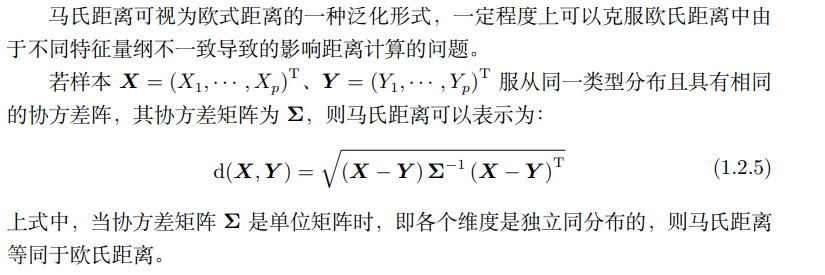 马氏距离可视为欧式距离的一种泛化形式，一定程度上可以克服欧氏距离中由
于不同特征量纲不一致导致的影响距离计算的问题。
若样本 X = (X₁, ⋯ , Xₚ)ᵀ、Y = (Y₁, ⋯ , Yₚ)ᵀ 服从同一类型分布且具有相同
的协方差阵，其协方差矩阵为 Σ，则马氏距离可以表示为：
d(X, Y) = √((X − Y) Σ⁻¹ (X − Y)ᵀ) (1.2.5)
上式中，当协方差矩阵 Σ 是单位矩阵时，即各个维度是独立同分布的，则马氏距离
等同于欧氏距离。